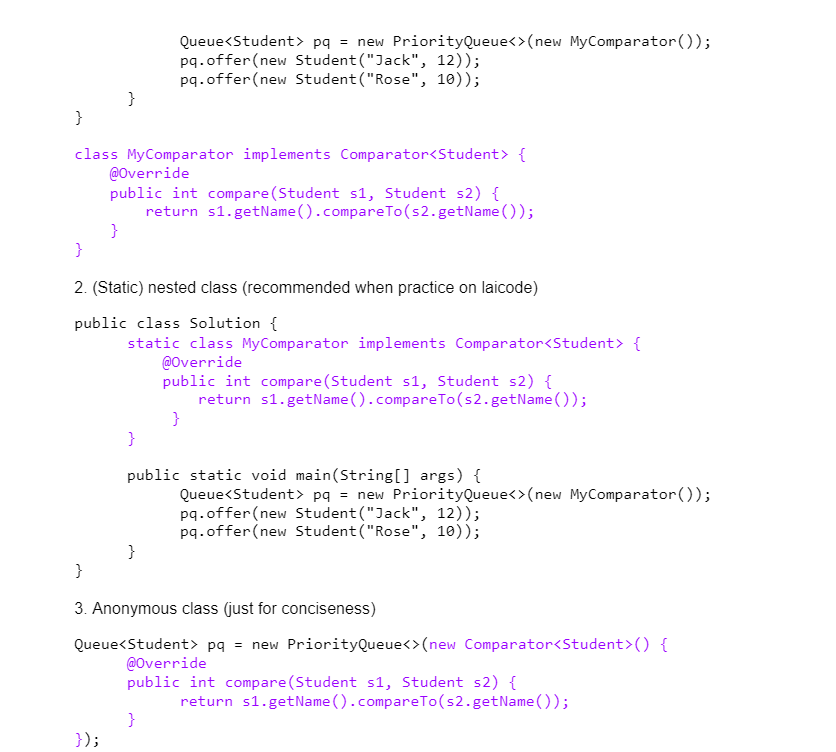 Queue<Student> pq = new PriorityQueue<>(new MyComparator());
pq.offer(new Student("Jack", 12));
pq.offer(new Student("Rose", 10));
}
}
class MyComparator implements Comparator<Student> {
@Override
public int compare(Student s1, Student s2) {
return s1.getName().compareTo(s2.getName());
}
}
2. (Static) nested class (recommended when practice on laicode)
public class Solution {
static class MyComparator implements Comparator<Student> {
@Override
public int compare(Student s1, Student s2) {
return s1.getName().compareTo(s2.getName());
}
}
public static void main(String[] args) {
Queue<Student> pq = new PriorityQueue<>(new MyComparator());
pq.offer(new Student("Jack", 12));
pq.offer(new Student("Rose", 10));
}
}
3. Anonymous class (just for conciseness)
Queue<Student> pq = new PriorityQueue<>(new Comparator<Student>() {
@Override
public int compare(Student s1, Student s2) {
return s1.getName().compareTo(s2.getName());
}
});